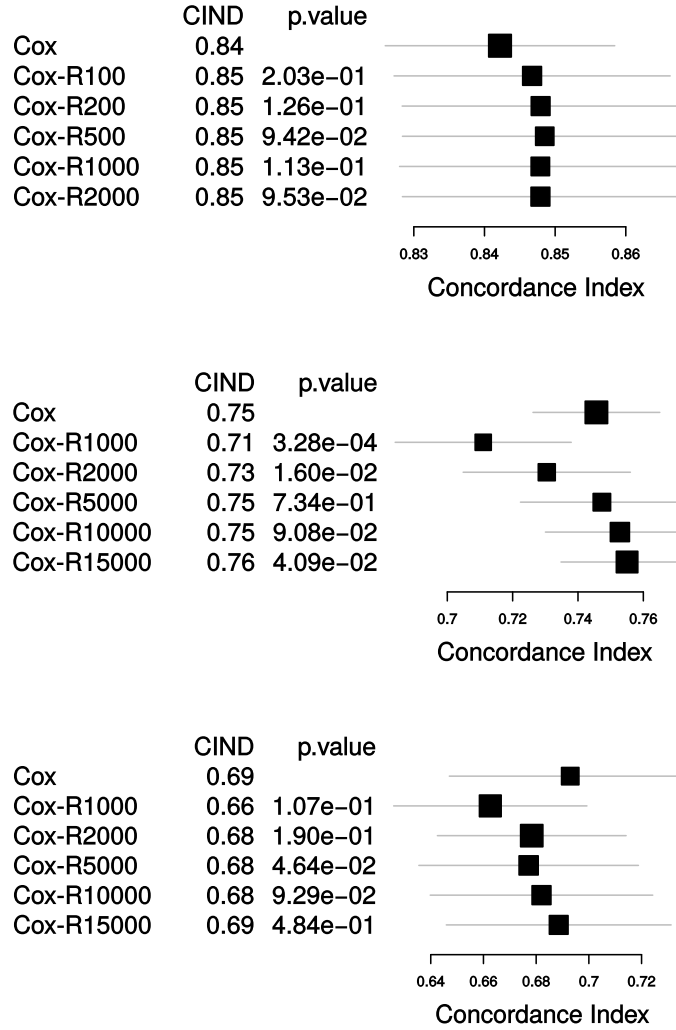 CIND p.value
Cox 0.84
Cox-R100 0.85 2.03e−01
Cox-R200 0.85 1.26e−01
Cox-R500 0.85 9.42e−02
Cox-R1000 0.85 1.13e−01
Cox-R2000 0.85 9.53e−02
0.83 0.84 0.85 0.86
Concordance Index
CIND p.value
Cox 0.75
Cox-R1000 0.71 3.28e−04
Cox-R2000 0.73 1.60e−02
Cox-R5000 0.75 7.34e−01
Cox-R10000 0.75 9.08e−02
Cox-R15000 0.76 4.09e−02
0.7 0.72 0.74 0.76
Concordance Index
CIND p.value
Cox 0.69
Cox-R1000 0.66 1.07e−01
Cox-R2000 0.68 1.90e−01
Cox-R5000 0.68 4.64e−02
Cox-R10000 0.68 9.29e−02
Cox-R15000 0.69 4.84e−01
0.64 0.66 0.68 0.7 0.72
Concordance Index